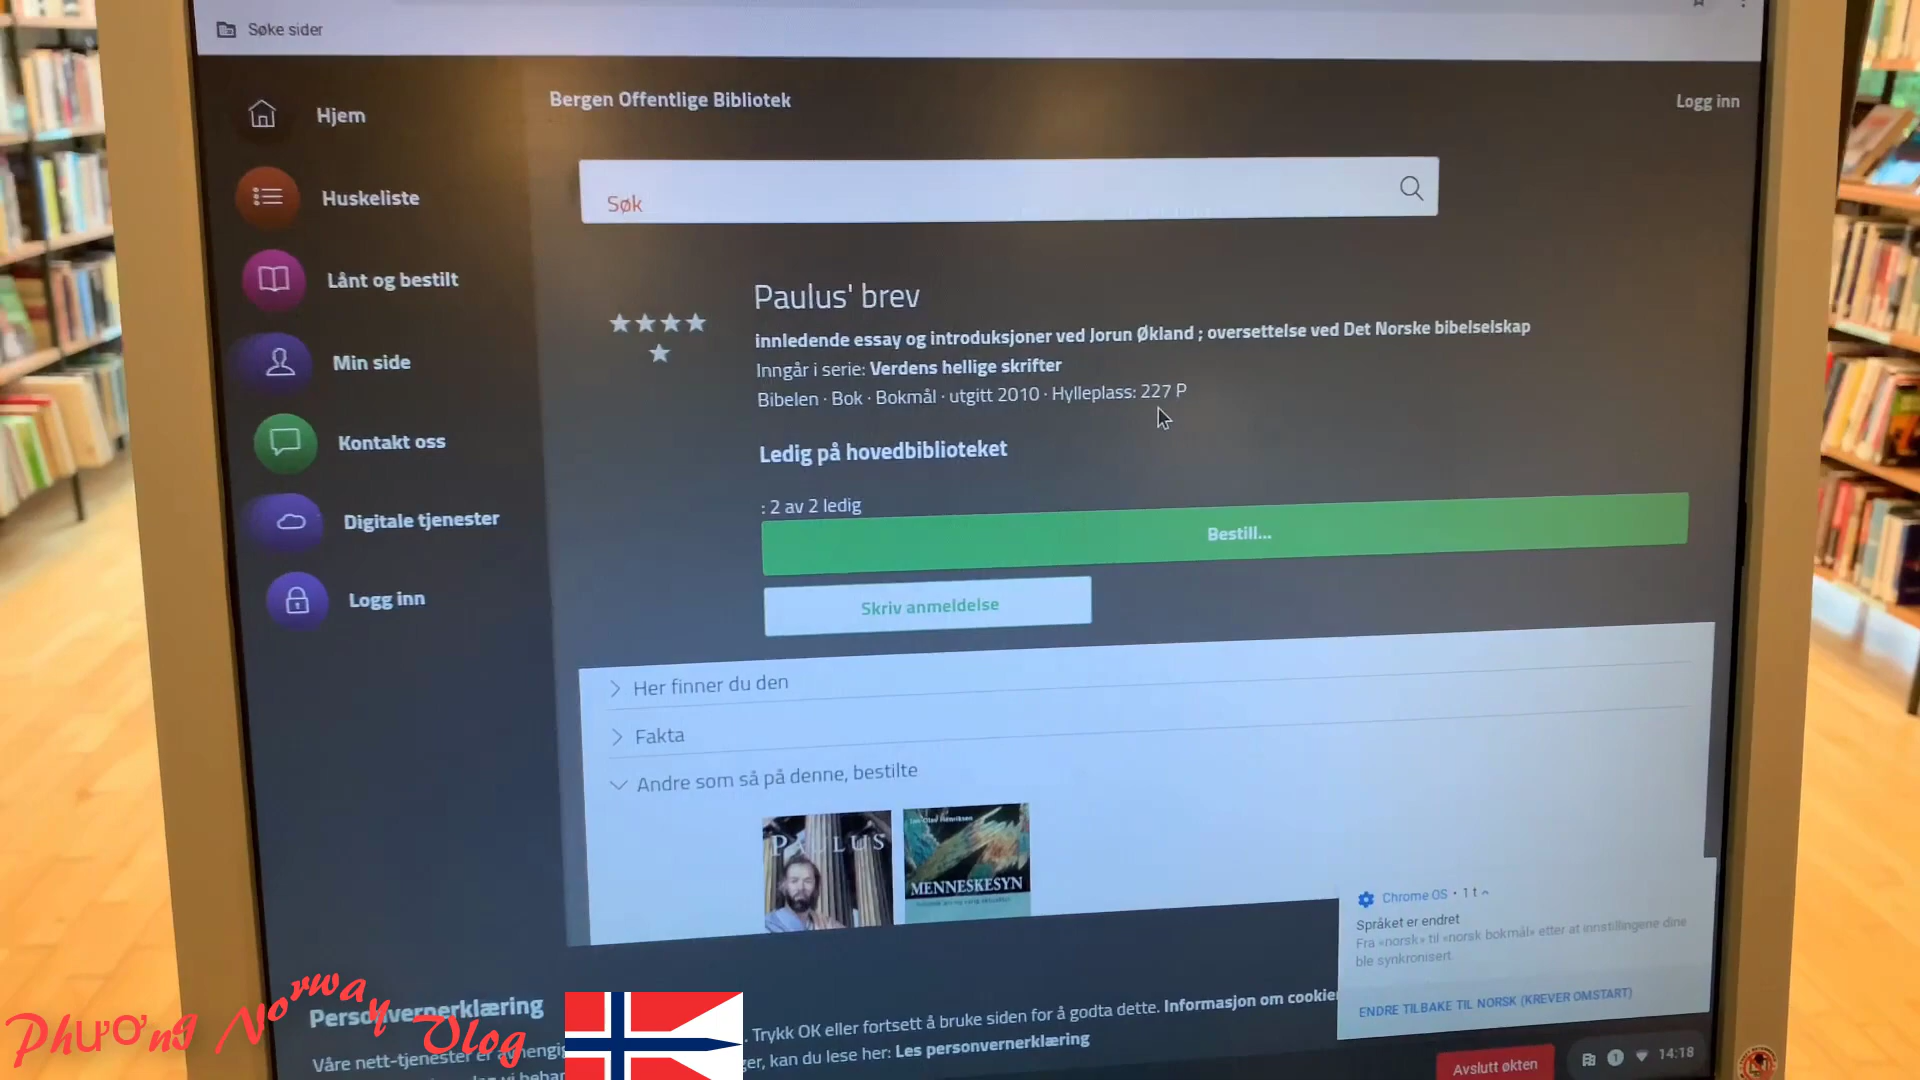 Søke sider
Hjem
Bergen Offentlige Bibliotek
Logg inn
Huskeliste
Søk
Lånt og bestilt
Paulus' brev
innledende essay og introduksjoner ved Jorun Økland ; oversettelse ved Det Norske bibelselskap
Inngår i serie: Verdens hellige skrifter
Bibelen · Bok · Bokmål · utgitt 2010 · Hylleplass: 227 P
Min side
Kontakt oss
Ledig på hovedbiblioteket
: 2 av 2 ledig
Digitale tjenester
Bestill...
Logg inn
Skriv anmeldelse
Her finner du den
Fakta
Andre som så på denne, bestilte
PAULUS
Jan-Olav Henriksen
MENNESKESYN
Chrome OS • 1 t
Språket er endret
Fra «norsk» til «norsk bokmål» etter at innstillingene dine
ble synkronisert.
ENDRE TILBAKE TIL NORSK (KREVER OMSTART)
Personvernerklæring
Trykk OK eller fortsett å bruke siden for å godta dette. Informasjon om cookie
Våre nett-tjenester er avhengi
ger, kan du lese her: Les personvernerklæring
Phương Norway Vlog
Avslutt økten
1
14:18